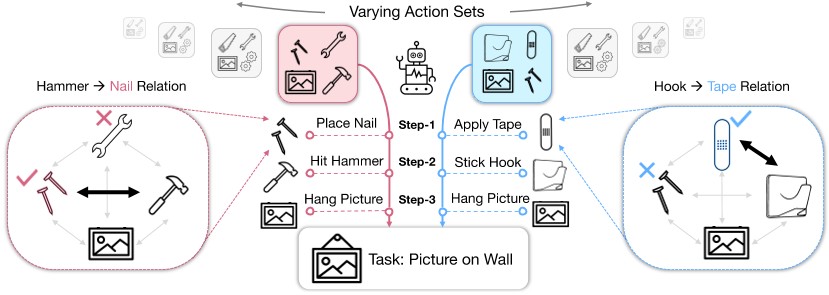 Varying Action Sets
Hammer → Nail Relation
Hook → Tape Relation
Place Nail Step-1 Apply Tape
Hit Hammer Step-2 Stick Hook
Hang Picture Step-3 Hang Picture
Task: Picture on Wall